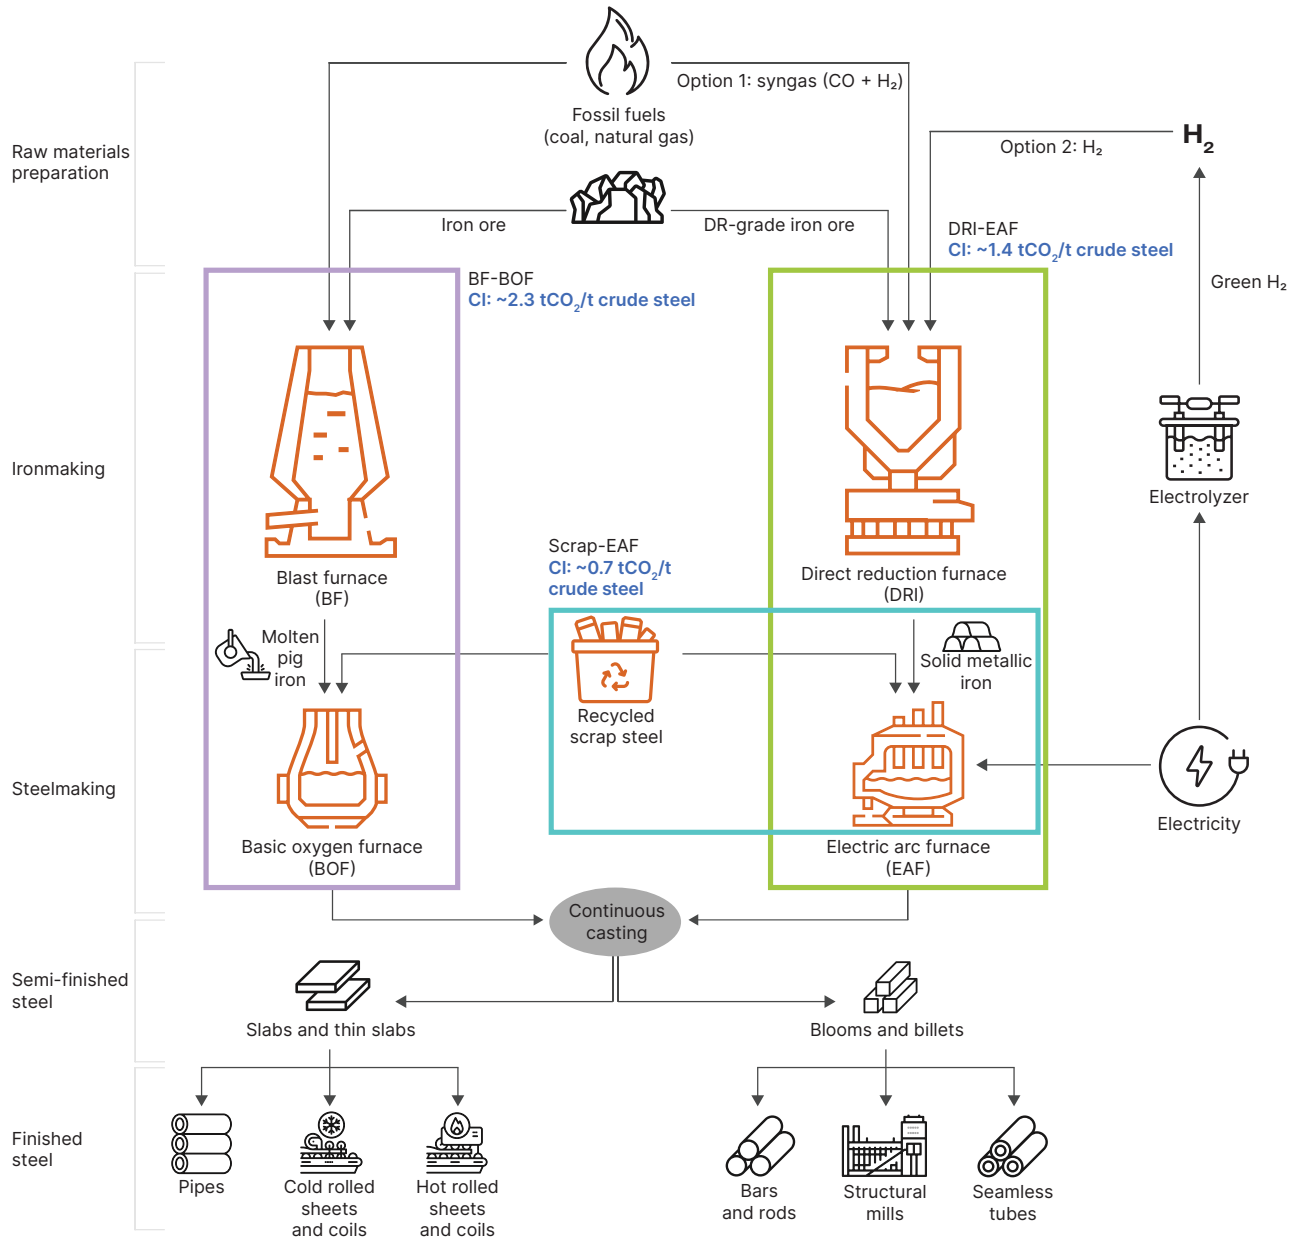 Fossil fuels
(coal, natural gas)
Option 1: syngas (CO + H₂)
H₂
Option 2: H₂
Raw materials
preparation
Iron ore
DR-grade iron ore
DRI-EAF
CI: ~1.4 tCO₂/t crude steel
BF-BOF
CI: ~2.3 tCO₂/t crude steel
Green H₂
Ironmaking
Electrolyzer
Scrap-EAF
CI: ~0.7 tCO₂/t
crude steel
Blast furnace
(BF)
Direct reduction furnace
(DRI)
Molten
pig
iron
Solid metallic
iron
Recycled
scrap steel
Steelmaking
Electricity
Basic oxygen furnace
(BOF)
Electric arc furnace
(EAF)
Continuous
casting
Semi-finished
steel
Slabs and thin slabs
Blooms and billets
Finished
steel
Pipes
Cold rolled
sheets
and coils
Hot rolled
sheets
and coils
Bars
and rods
Structural
mills
Seamless
tubes